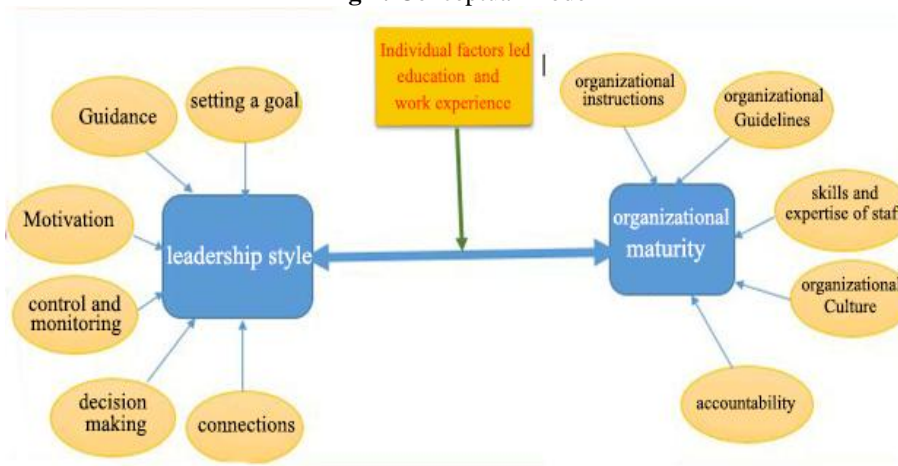 Individual factors led
education and
work experience
setting a goal
Guidance
Motivation
control and
monitoring
decision
making
connections
leadership style
organizational
instructions
organizational
Guidelines
skills and
expertise of staf
organizational
Culture
accountability
organizational
maturity